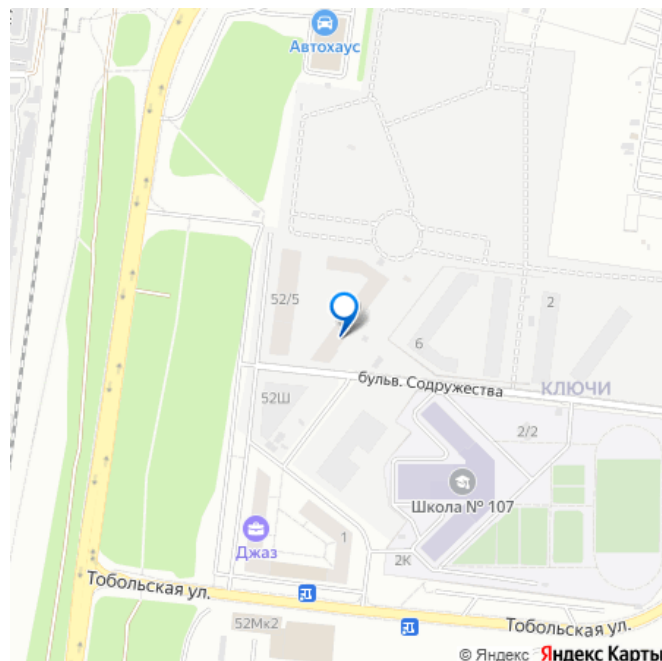 Автохаус
52/5
2
6
бульв. Содружества
КЛЮЧИ
52Ш
2/2
Школа № 107
1
Джаз
2К
Тобольская ул.
52Мк2
Тобольская ул.
© Яндекс Яндекс Карты